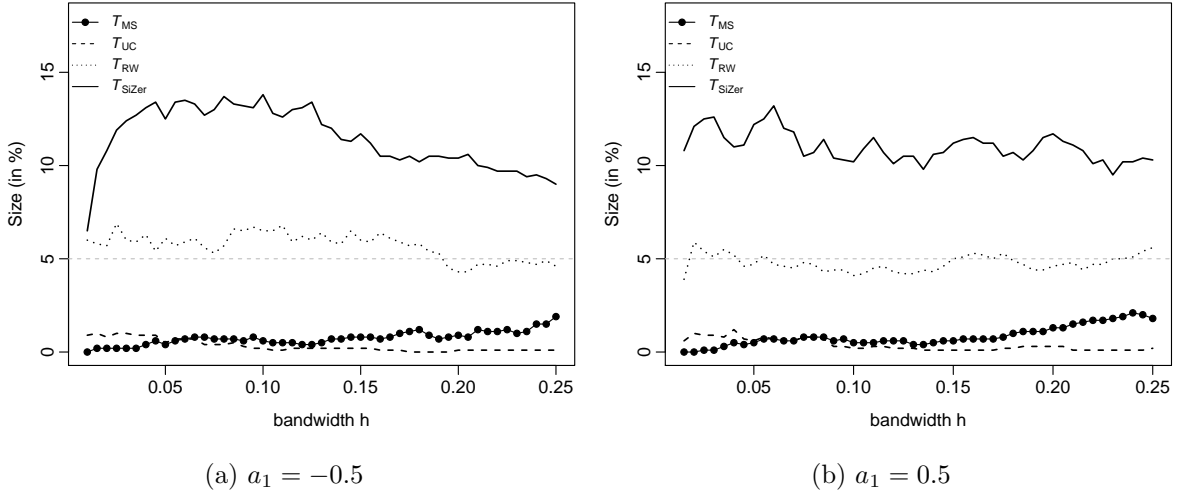 T_MS
T_UC
T_RW
T_SiZer
Size (in %)
15
10
5
0
0.05 0.10 0.15 0.20 0.25
bandwidth h
(a) a₁ = −0.5
T_MS
T_UC
T_RW
T_SiZer
Size (in %)
15
10
5
0
0.05 0.10 0.15 0.20 0.25
bandwidth h
(b) a₁ = 0.5